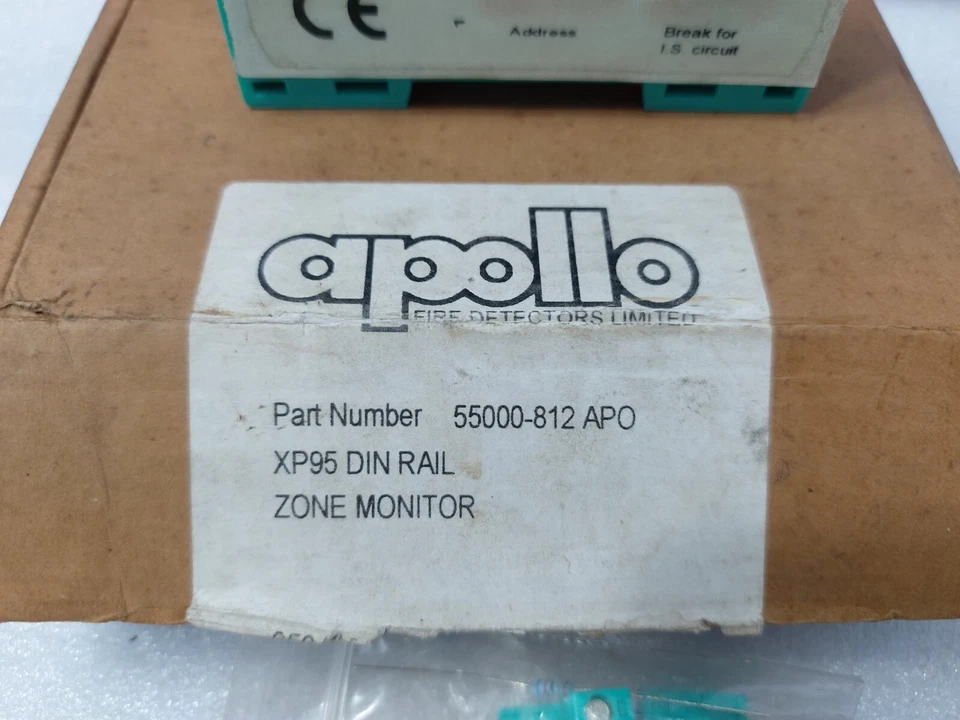 CE
Address
Break for
I.S. circuit
apollo
FIRE DETECTORS LIMITED
Part Number 55000-812 APO
XP95 DIN RAIL
ZONE MONITOR